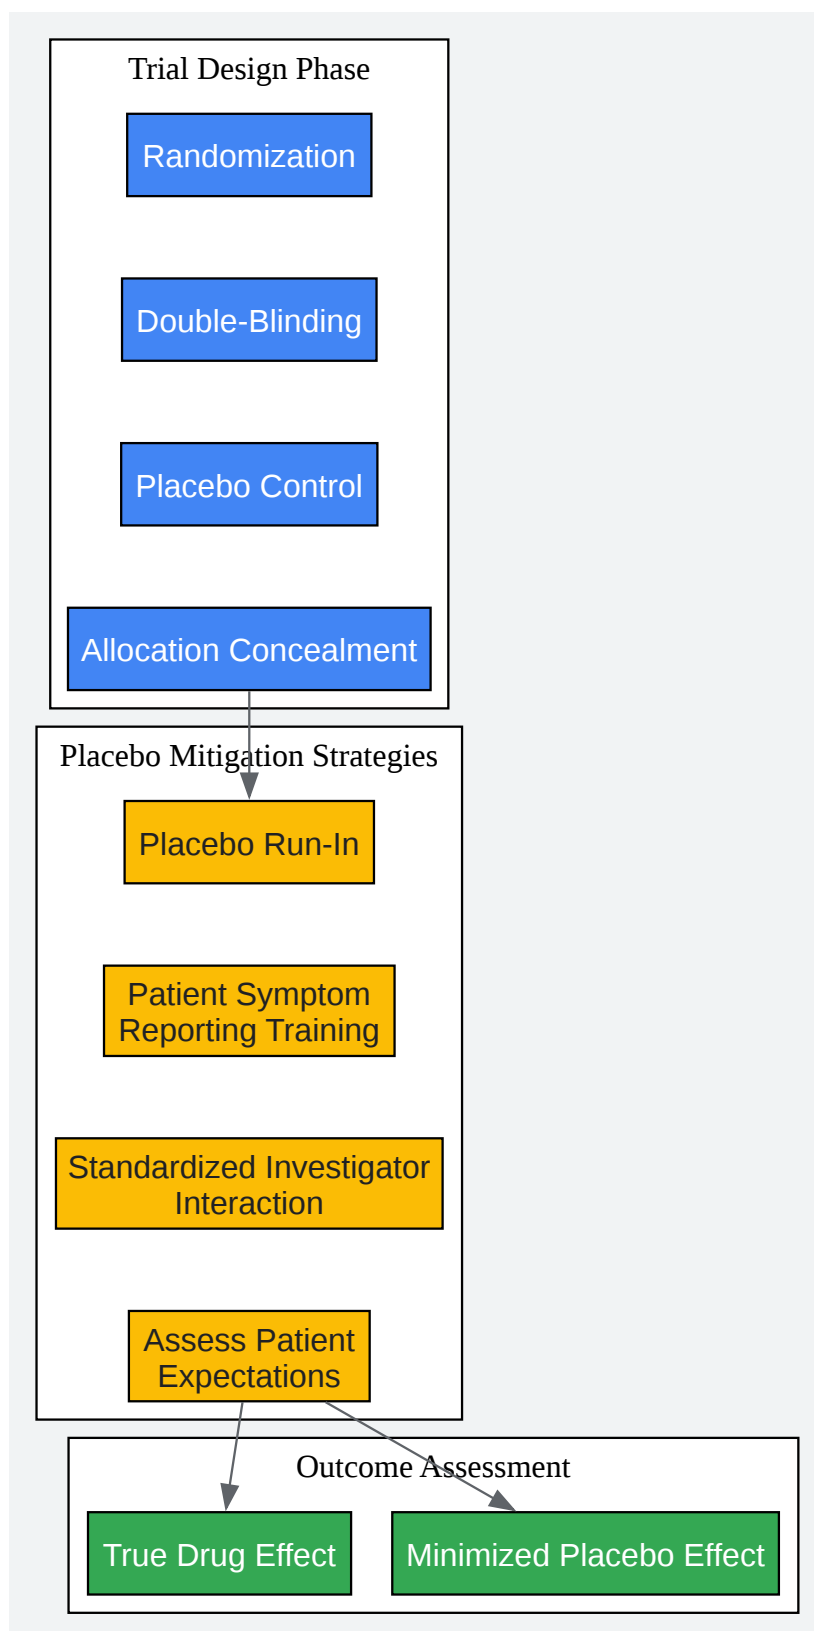 Trial Design Phase
Randomization
Double-Blinding
Placebo Control
Allocation Concealment
Placebo Mitigation Strategies
Placebo Run-In
Patient Symptom
Reporting Training
Standardized Investigator
Interaction
Assess Patient
Expectations
Outcome Assessment
True Drug Effect
Minimized Placebo Effect